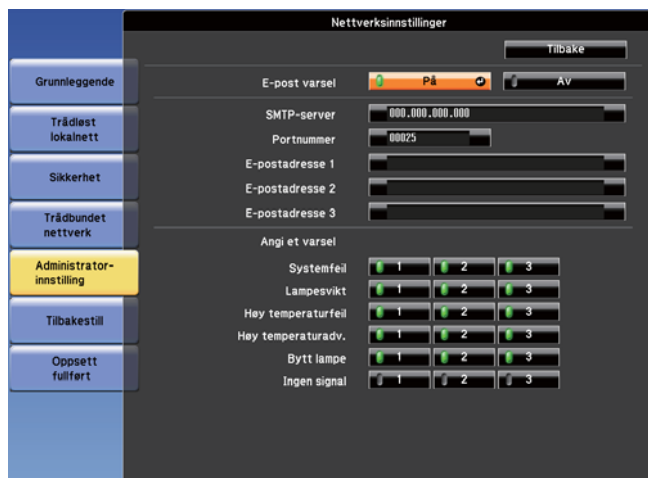 Nettverksinnstillinger
Tilbake
Grunnleggende
Trådløst
lokalnett
Sikkerhet
Trådbundet
nettverk
Administrator-
innstilling
Tilbakestill
Oppsett
fullført
E-post varsel På Av
SMTP-server 000.000.000.000
Portnummer 00025
E-postadresse 1
E-postadresse 2
E-postadresse 3
Angi et varsel
Systemfeil 1 2 3
Lampesvikt 1 2 3
Høy temperaturfeil 1 2 3
Høy temperaturadv. 1 2 3
Bytt lampe 1 2 3
Ingen signal 1 2 3